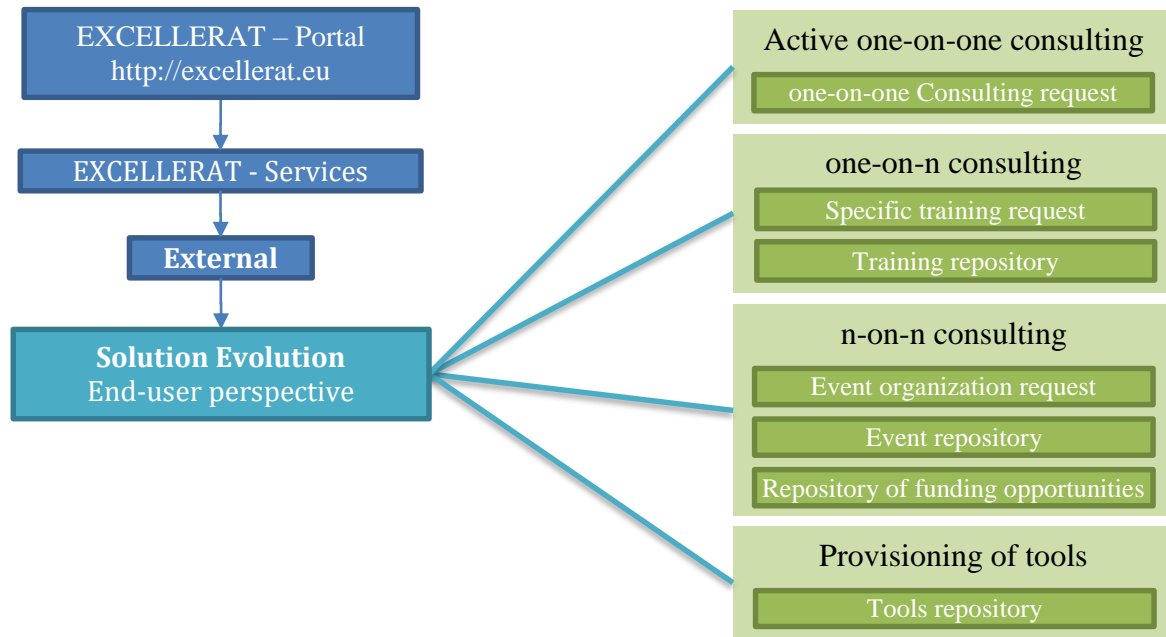 EXCELLERAT – Portal
http://excellerat.eu
EXCELLERAT - Services
External
Solution Evolution
End-user perspective
Active one-on-one consulting
one-on-one Consulting request
one-on-n consulting
Specific training request
Training repository
n-on-n consulting
Event organization request
Event repository
Repository of funding opportunities
Provisioning of tools
Tools repository